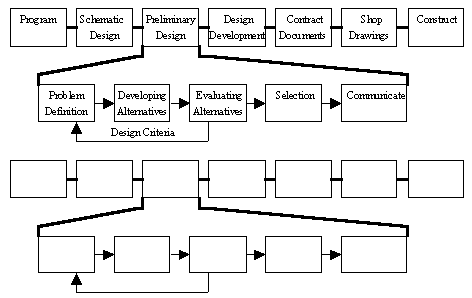 Program
Schematic
Design
Preliminary
Design
Design
Development
Contract
Documents
Shop
Drawings
Construct
Problem
Definition
Developing
Alternatives
Evaluating
Alternatives
Selection
Communicate
Design Criteria